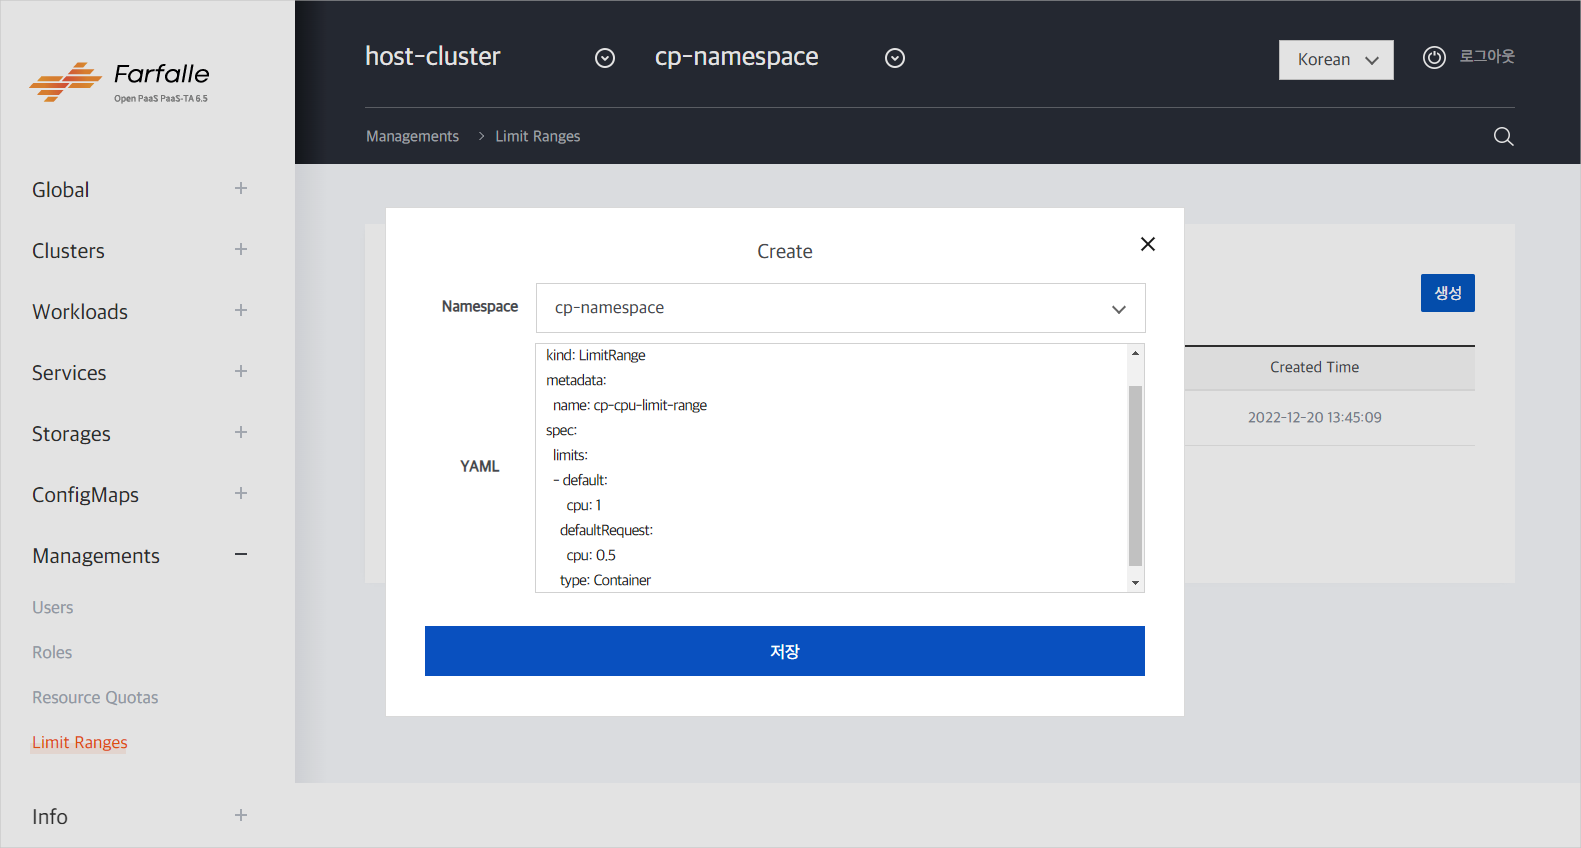 Farfalle
Open PaaS PaaS-TA 6.5
host-cluster
cp-namespace
Korean
로그아웃
Managements > Limit Ranges
Global
Clusters
Workloads
Services
Storages
ConfigMaps
Managements
Users
Roles
Resource Quotas
Limit Ranges
Info
생성
Created Time
2022-12-20 13:45:09
Create
Namespace
cp-namespace
YAML
kind: LimitRange
metadata:
  name: cp-cpu-limit-range
spec:
  limits:
  - default:
      cpu: 1
    defaultRequest:
      cpu: 0.5
    type: Container
저장